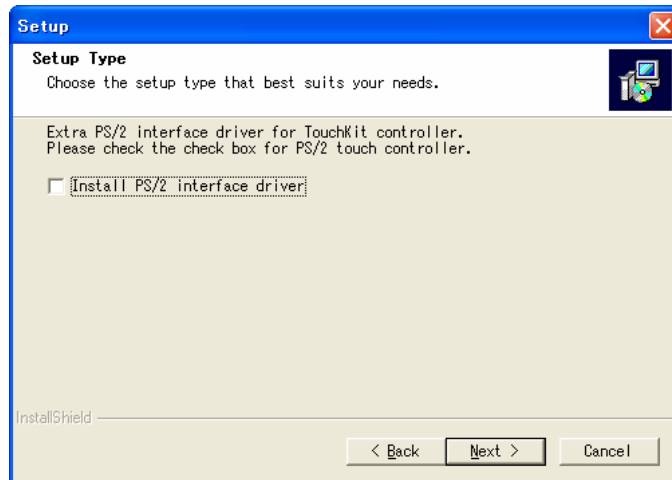 Setup
Setup Type
Choose the setup type that best suits your needs.
Extra PS/2 interface driver for TouchKit controller.
Please check the check box for PS/2 touch controller.
Install PS/2 interface driver
InstallShield
< Back
Next >
Cancel